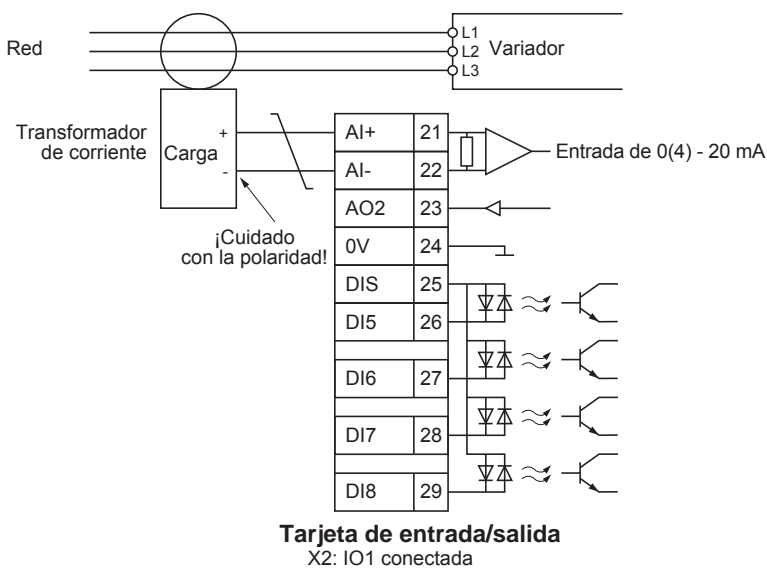 Red
L1
L2
L3
Variador
Transformador
de corriente
Carga
+
-
¡Cuidado
con la polaridad!
AI+ 21
AI- 22
AO2 23
0V 24
DIS 25
DI5 26
DI6 27
DI7 28
DI8 29
Entrada de 0(4) - 20 mA
Tarjeta de entrada/salida
X2: IO1 conectada